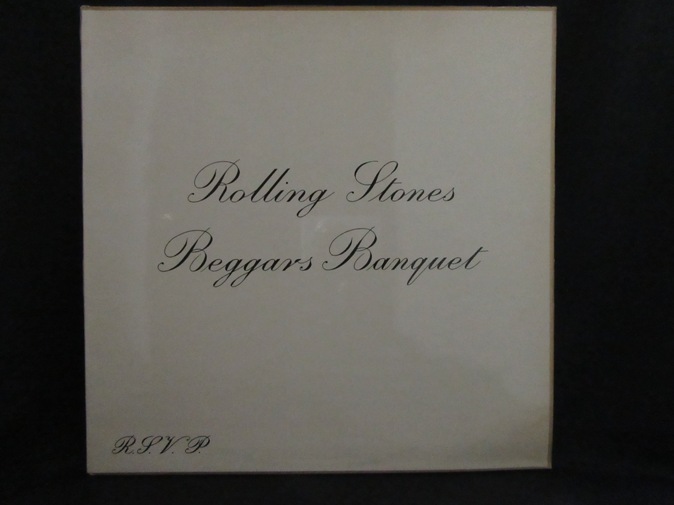 Rolling Stones
Beggars Banquet
R.S.V.P.